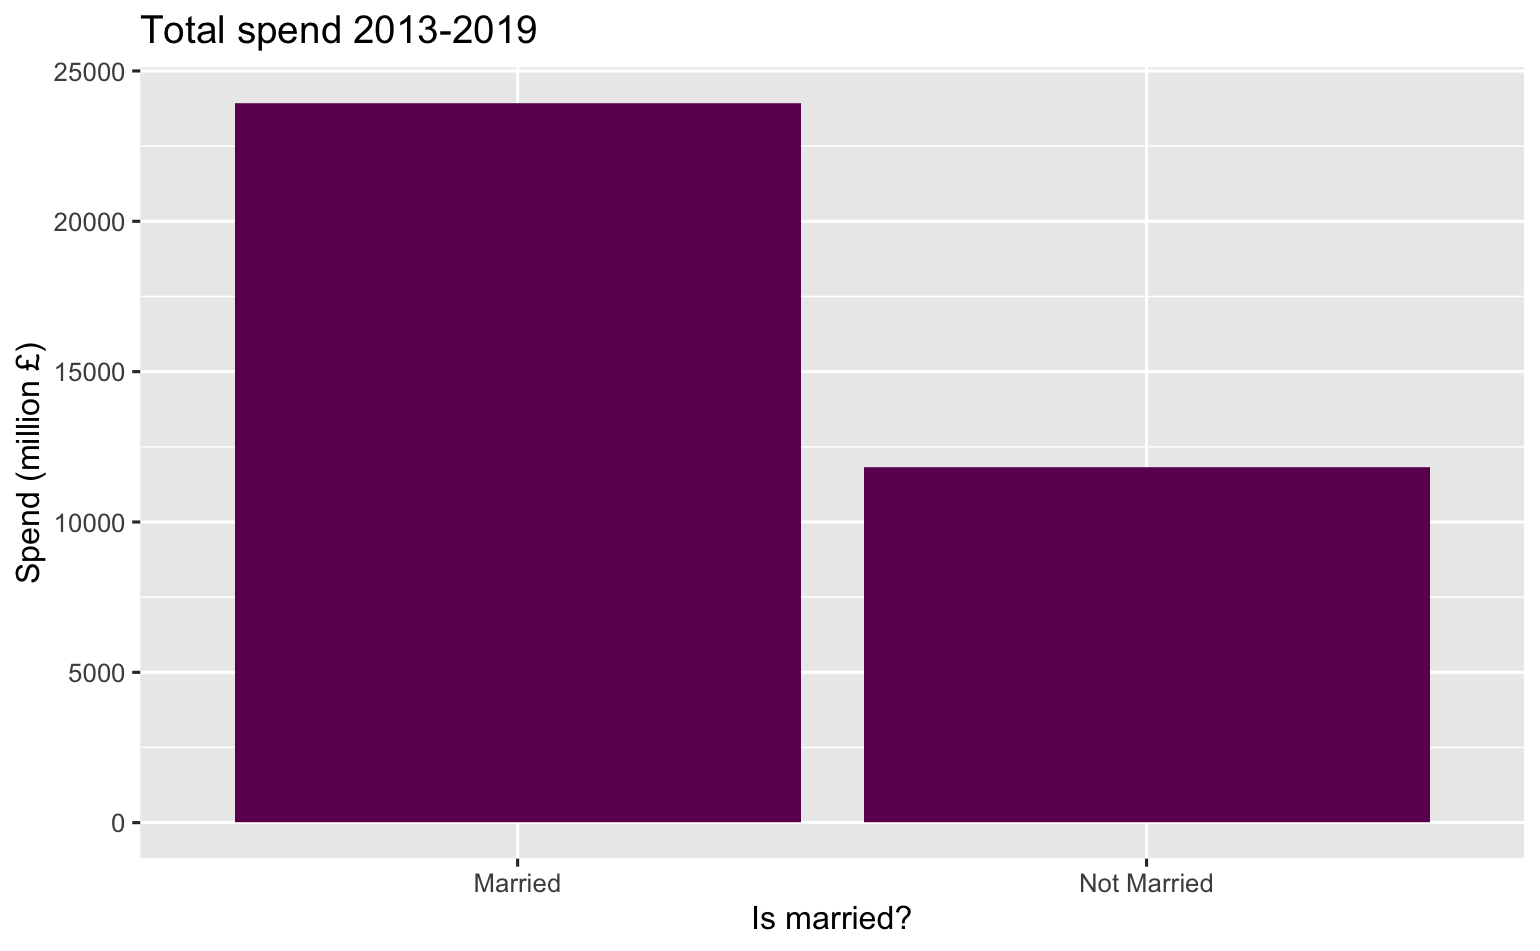 Total spend 2013-2019
Spend (million £)
25000
20000
15000
10000
5000
0
Married
Not Married
Is married?